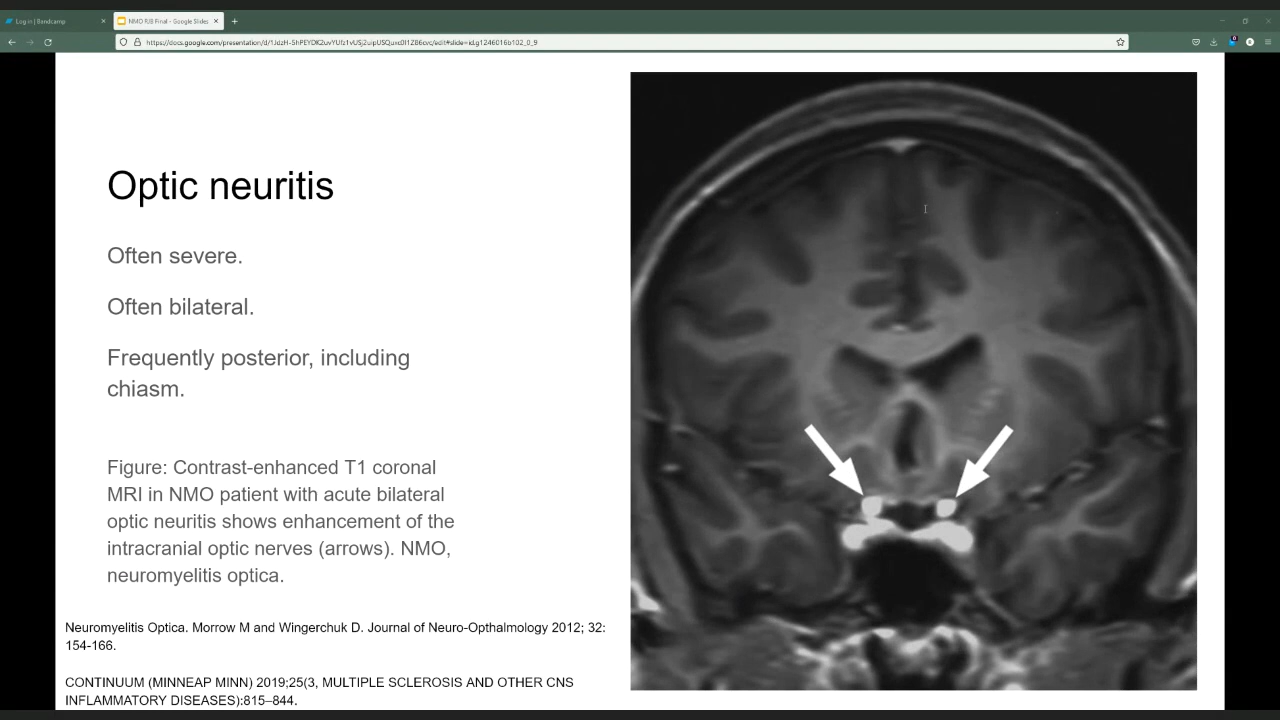 Log in | Bandcamp
NMO RJB Final - Google Slides
Optic neuritis
Often severe.
Often bilateral.
Frequently posterior, including
chiasm.
Figure: Contrast-enhanced T1 coronal
MRI in NMO patient with acute bilateral
optic neuritis shows enhancement of the
intracranial optic nerves (arrows). NMO,
neuromyelitis optica.
Neuromyelitis Optica. Morrow M and Wingerchuk D. Journal of Neuro-Opthalmology 2012; 32:
154-166.
CONTINUUM (MINNEAP MINN) 2019;25(3, MULTIPLE SCLEROSIS AND OTHER CNS
INFLAMMATORY DISEASES):815–844.